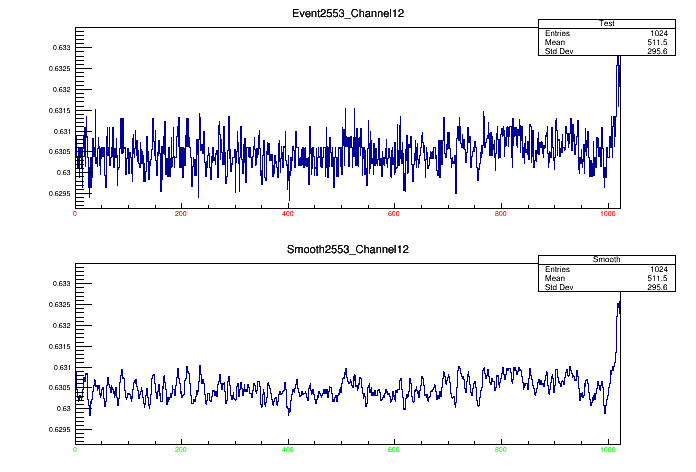 Event2553_Channel12
Test
Entries 1024
Mean 511.5
Std Dev 295.6
0.633
0.6325
0.632
0.6315
0.631
0.6305
0.63
0.6295
0 200 400 600 800 1000
Smooth2553_Channel12
Smooth
Entries 1024
Mean 511.5
Std Dev 295.6
0.633
0.6325
0.632
0.6315
0.631
0.6305
0.63
0.6295
0 200 400 600 800 1000